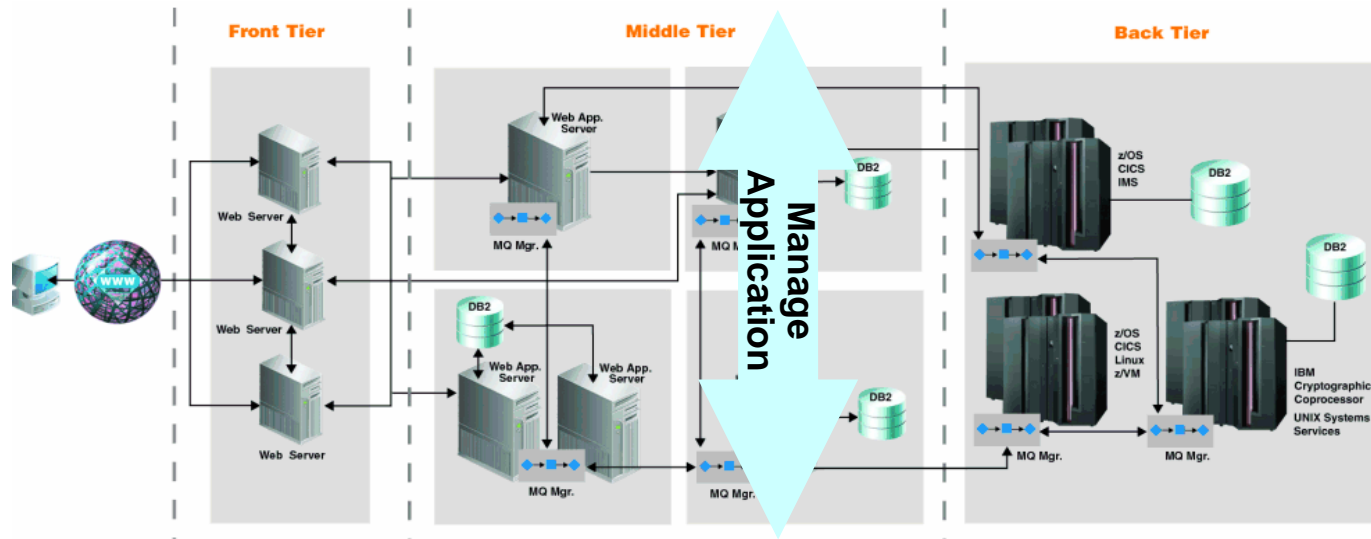 Front Tier
Middle Tier
Back Tier
Web Server
Web Server
Web Server
WWW
Web App.
Server
MQ Mgr.
DB2
MQ M
DB2
Web App.
Server
Web App.
Server
MQ Mgr.
DB2
MQ Mgr.
Manage
Application
z/OS
CICS
IMS
DB2
DB2
z/OS
CICS
Linux
z/VM
MQ Mgr.
IBM
Cryptographic
Coprocessor
UNIX Systems
Services
MQ Mgr.